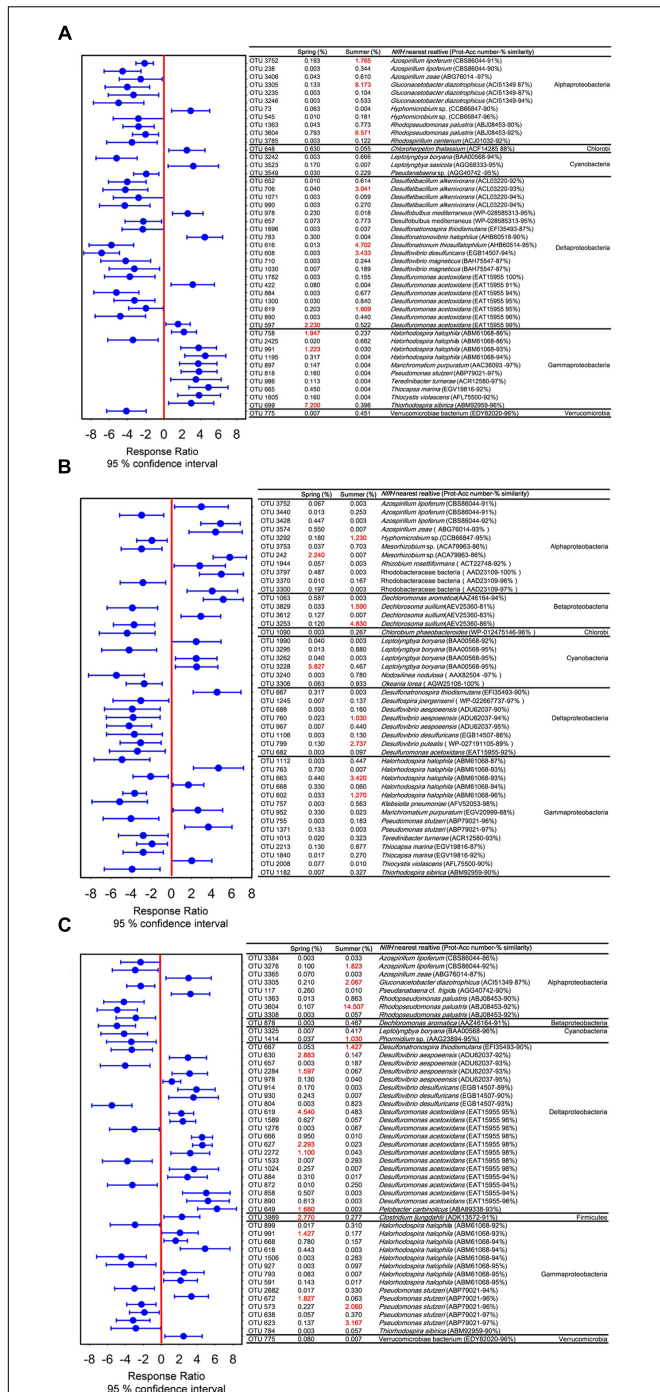 A
Spring (%) Summer (%) NifH nearest realtive (Prot-Acc number-% similarity)
OTU 3752 0.193 1.765 Azospirillum lipoferum (CBS86044-91%)
OTU 238 0.003 0.344 Azospirillum lipoferum (CBS86044-90%)
OTU 3406 0.043 0.610 Azospirillum zeae (ABG76014 -97%)
OTU 3305 0.133 8.173 Gluconacetobacter diazotrophicus (ACI51349 87%) Alphaproteobacteria
OTU 3235 0.003 0.104 Gluconacetobacter diazotrophicus (ACI51349-87%)
OTU 3246 0.003 0.533 Gluconacetobacter diazotrophicus (ACI51349-94%)
OTU 73 0.063 0.004 Hyphomicrobium sp. (CCB66847-90%)
OTU 545 0.010 0.181 Hyphomicrobium sp. (CCB66847-96%)
OTU 1363 0.043 0.773 Rhodopseudomonas palustris (ABJ08453-90%)
OTU 3604 0.793 6.571 Rhodopseudomonas palustris (ABJ08453-92%)
OTU 3785 0.003 0.122 Rhodospirillum centenum (ACJ01032-92%)
OTU 648 0.630 0.055 Chloroherpeton thalassium (ACF14285 88%) Chlorobi
OTU 3242 0.003 0.666 Leptolyngbya boryana (BAA00568-94%)
OTU 3523 0.170 0.007 Leptolyngbya saxicola (AGG68333-95%) Cyanobacteria
OTU 3549 0.030 0.229 Pseudanabaena sp. (AGG40742 -95%)
OTU 652 0.010 0.614 Desulfatibacillum alkenivorans (ACL03220-92%)
OTU 706 0.040 3.041 Desulfatibacillum alkenivorans (ACL03220-93%)
OTU 1071 0.003 0.059 Desulfatibacillum alkenivorans (ACL03220-94%)
OTU 990 0.003 0.270 Desulfatibacillum alkenivorans (ACL03220-94%)
OTU 978 0.230 0.018 Desulfobulbus mediterraneus (WP-028585313-95%)
OTU 657 0.073 0.773 Desulfobulbus mediterraneus (WP-028585313-95%)
OTU 1696 0.003 0.037 Desulfonatronospira thiodismutans (EFI35493-87%)
OTU 783 0.300 0.004 Desulfonatronovibrio halophilus (AHB60518-90%)
OTU 616 0.013 4.702 Desulfonatronum thiosulfatophilum (AHB60514-95%) Deltaproteobacteria
OTU 608 0.003 3.433 Desulfovibrio desulfuricans (EGB14507-94%)
OTU 710 0.003 0.244 Desulfovibrio magneticus (BAH75547-87%)
OTU 1030 0.007 0.189 Desulfovibrio magneticus (BAH75547-87%)
OTU 1782 0.003 0.155 Desulfuromonas acetoxidans (EAT15955 100%)
OTU 422 0.080 0.004 Desulfuromonas acetoxidans (EAT15955 91%)
OTU 884 0.003 0.677 Desulfuromonas acetoxidans (EAT15955 94%)
OTU 1300 0.030 0.840 Desulfuromonas acetoxidans (EAT15955 95%)
OTU 619 0.203 1.609 Desulfuromonas acetoxidans (EAT15955 95%)
OTU 890 0.003 0.440 Desulfuromonas acetoxidans (EAT15955 96%)
OTU 597 2.230 0.522 Desulfuromonas acetoxidans (EAT15955 99%)
OTU 758 1.947 0.237 Halorhodospira halophila (ABM61068-86%)
OTU 2425 0.020 0.662 Halorhodospira halophila (ABM61068-86%)
OTU 991 1.223 0.030 Halorhodospira halophila (ABM61068-93%)
OTU 1195 0.317 0.004 Halorhodospira halophila (ABM61068-94%)
OTU 897 0.147 0.004 Marichromatium purpuratum (AAC36093 -97%) Gammaproteobacteria
OTU 818 0.160 0.004 Pseudomonas stutzeri (ABP79021-97%)
OTU 986 0.113 0.004 Teredinibacter turnerae (ACR12580-97%)
OTU 665 0.450 0.004 Thiocapsa marina (EGV19816-92%)
OTU 1605 0.160 0.004 Thiocystis violascens (AFL75500-92%)
OTU 699 7.200 0.396 Thiorhodospira sibirica (ABM92959-96%)
OTU 775 0.007 0.451 Verrucomicrobiae bacterium (EDY82020-96%) Verrucomicrobia
-8 -6 -4 -2 0 2 4 6 8
Response Ratio
95 % confidence interval
B
Spring (%) Summer (%) NifH nearest realtive (Prot-Acc number-% similarity)
OTU 3752 0.067 0.003 Azospirillum lipoferum (CBS86044-91%)
OTU 3440 0.013 0.253 Azospirillum lipoferum (CBS86044-91%)
OTU 3428 0.447 0.003 Azospirillum lipoferum (CBS86044-92%)
OTU 3574 0.550 0.007 Azospirillum zeae ( ABG76014-93%)
OTU 3292 0.180 1.230 Hyphomicrobium sp.(CCB66847-95%)
OTU 3753 0.037 0.703 Mesorhizobium sp.(ACA79963-86%) Alphaproteobacteria
OTU 242 2.240 0.007 Mesorhizobium sp.(ACA79963-86%)
OTU 1944 0.057 0.003 Rhizobium rosettiformans ( ACT22748-92%)
OTU 3797 0.487 0.003 Rhodobacteraceae bacteria ( AAD23109-100%)
OTU 3370 0.010 0.167 Rhodobacteraceae bacteria ( AAD23109-96%)
OTU 3300 0.197 0.003 Rhodobacteraceae bacteria ( AAD23109-97%)
OTU 1063 0.587 0.003 Dechloromonas aromatica(AAZ46164-94%)
OTU 3829 0.033 1.590 Dechlorosoma suillum(AEV25360-81%) Betaproteobacteria
OTU 3612 0.127 0.007 Dechlorosoma suillum(AEV25360-83%)
OTU 3253 0.120 4.830 Dechlorosoma suillum(AEV25360-86%)
OTU 1090 0.003 0.267 Chlorobium phaeobacteroides (WP-012475146-96% ) Chlorobi
OTU 1990 0.040 0.003 Leptolyngbya boryana (BAA00568-92%)
OTU 3295 0.013 0.880 Leptolyngbya boryana (BAA00568-95%)
OTU 3262 0.040 0.003 Leptolyngbya boryana (BAA00568-95%) Cyanobacteria
OTU 3228 5.827 0.467 Leptolyngbya boryana (BAA00568-95%)
OTU 3240 0.003 0.780 Nodosilinea nodulosa ( AAX82504 -97%)
OTU 3306 0.063 0.933 Okeania lorea ( AGW25108-100%)
OTU 667 0.317 0.003 Desulfonatronospira thiodismutans (EFI35493-90%)
OTU 1245 0.007 0.137 Desulfospira joergensenii ( WP-022667737-97%)
OTU 688 0.003 0.160 Desulfovibrio aespoeensis (ADU62037-90%)
OTU 760 0.023 1.030 Desulfovibrio aespoeensis (ADU62037-94%) Deltaproteobacteria
OTU 967 0.007 0.440 Desulfovibrio aespoeensis (ADU62037-95%)
OTU 1106 0.003 0.130 Desulfovibrio desulfuricans (EGB14507-86%)
OTU 799 0.130 2.737 Desulfovibrio putealis ( WP-027191105-89% )
OTU 682 0.003 0.097 Desulfuromonas acetoxidans (EAT15955-92%)
OTU 1112 0.003 0.447 Halorhodospira halophila (ABM61068-87%)
OTU 763 0.730 0.007 Halorhodospira halophila (ABM61068-93%)
OTU 663 0.440 3.420 Halorhodospira halophila (ABM61068-93%)
OTU 668 0.330 0.060 Halorhodospira halophila (ABM61068-94%)
OTU 602 0.033 1.270 Halorhodospira halophila (ABM61068-96%)
OTU 757 0.003 0.563 Klebsiella pneumoniae (AFV52053-98%)
OTU 952 0.330 0.023 Marichromatium purpuratum (EGV20999-88%) Gammaproteobacteria
OTU 755 0.003 0.183 Pseudomonas stutzeri (ABP79021-96%)
OTU 1371 0.133 0.003 Pseudomonas stutzeri (ABP79021-97%)
OTU 1013 0.020 0.323 Teredinibacter turnerae (ACR12580-93%)
OTU 2213 0.130 0.877 Thiocapsa marina (EGV19816-87%)
OTU 1840 0.017 0.270 Thiocapsa marina (EGV19816-92%)
OTU 2008 0.077 0.010 Thiocystis violascens (AFL75500-90%)
OTU 1182 0.007 0.327 Thiorhodospira sibirica (ABM92959-90%)
-8 -6 -4 -2 0 2 4 6 8
Response Ratio
95 % confidence interval
C
Spring (%) Summer (%) NifH nearest realtive (Prot-Acc number-% similarity)
OTU 3384 0.003 0.033 Azospirillum lipoferum (CBS86044-86%)
OTU 3276 0.100 1.823 Azospirillum lipoferum (CBS86044-92%)
OTU 3365 0.070 0.003 Azospirillum zeae (ABG76014-87%)
OTU 3305 0.210 2.067 Gluconacetobacter diazotrophicus (ACI51349 87%) Alphaproteobacteria
OTU 117 0.260 0.010 Pseudanabaena cf. frigida (AGG40742-90%)
OTU 1363 0.013 0.863 Rhodopseudomonas palustris (ABJ08453-90%)
OTU 3604 0.107 14.507 Rhodopseudomonas palustris (ABJ08453-92%)
OTU 3308 0.003 0.057 Rhodopseudomonas palustris (ABJ08453-90%)
OTU 878 0.003 0.467 Dechloromonas aromatica (AAZ46164-91%) Betaproteobacteria
OTU 3325 0.007 0.417 Leptolyngbya boryana (BAA00568-96%) Cyanobacteria
OTU 1414 0.037 1.030 Phormidium sp. (AAG23894-95%)
OTU 667 0.053 1.427 Desulfonatronospira thiodismutans (EFI35493-90%)
OTU 630 2.883 0.147 Desulfovibrio aespoeensis (ADU62037-92%)
OTU 657 0.003 0.187 Desulfovibrio aespoeensis (ADU62037-93%)
OTU 2284 1.597 0.067 Desulfovibrio aespoeensis (ADU62037-93%)
OTU 978 0.130 0.040 Desulfovibrio aespoeensis (ADU62037-95%)
OTU 914 0.170 0.003 Desulfovibrio desulfuricans (EGB14507-89%)
OTU 930 0.243 0.007 Desulfovibrio desulfuricans (EGB14507-90%)
OTU 804 0.003 0.823 Desulfovibrio desulfuricans (EGB14507-93%)
OTU 619 4.540 0.483 Desulfuromonas acetoxidans (EAT15955 95%) Deltaproteobacteria
OTU 1589 0.627 0.057 Desulfuromonas acetoxidans (EAT15955 96%)
OTU 1278 0.003 0.067 Desulfuromonas acetoxidans (EAT15955 96%)
OTU 666 0.950 0.010 Desulfuromonas acetoxidans (EAT15955 98%)
OTU 627 2.293 0.023 Desulfuromonas acetoxidans (EAT15955 98%)
OTU 2272 1.100 0.043 Desulfuromonas acetoxidans (EAT15955 98%)
OTU 1533 0.007 0.293 Desulfuromonas acetoxidans (EAT15955 98%)
OTU 1024 0.257 0.007 Desulfuromonas acetoxidans (EAT15955 98%)
OTU 884 0.310 0.017 Desulfuromonas acetoxidans (EAT15955-94%)
OTU 872 0.010 0.250 Desulfuromonas acetoxidans (EAT15955-94%)
OTU 858 0.507 0.003 Desulfuromonas acetoxidans (EAT15955-94%)
OTU 890 0.613 0.003 Desulfuromonas acetoxidans (EAT15955-96%)
OTU 649 1.680 0.003 Pelobacter carbinolicus (ABA89338-93%)
OTU 3989 2.770 0.277 Clostridium ljungdahlii (ADK13572-91%) Firmicutes
OTU 899 0.017 0.310 Halorhodospira halophila (ABM61068-92%)
OTU 991 1.427 0.177 Halorhodospira halophila (ABM61068-93%)
OTU 668 0.780 0.157 Halorhodospira halophila (ABM61068-94%)
OTU 618 0.443 0.003 Halorhodospira halophila (ABM61068-94%)
OTU 1506 0.003 0.283 Halorhodospira halophila (ABM61068-94%)
OTU 927 0.003 0.097 Halorhodospira halophila (ABM61068-95%)
OTU 793 0.083 0.007 Halorhodospira halophila (ABM61068-95%) Gammaproteobacteria
OTU 591 0.143 0.017 Halorhodospira halophila (ABM61068-95%)
OTU 2682 0.017 0.330 Pseudomonas stutzeri (ABP79021-94%)
OTU 672 1.827 0.063 Pseudomonas stutzeri (ABP79021-96%)
OTU 573 0.227 2.060 Pseudomonas stutzeri (ABP79021-96%)
OTU 638 0.057 0.370 Pseudomonas stutzeri (ABP79021-97%)
OTU 623 0.137 3.167 Pseudomonas stutzeri (ABP79021-96%)
OTU 784 0.003 0.057 Thiorhodospira sibirica (ABM92959-90%)
OTU 775 0.080 0.007 Verrucomicrobiae bacterium (EDY82020-96%) Verrucomicrobia
-8 -6 -4 -2 0 2 4 6 8
Response Ratio
95 % confidence interval